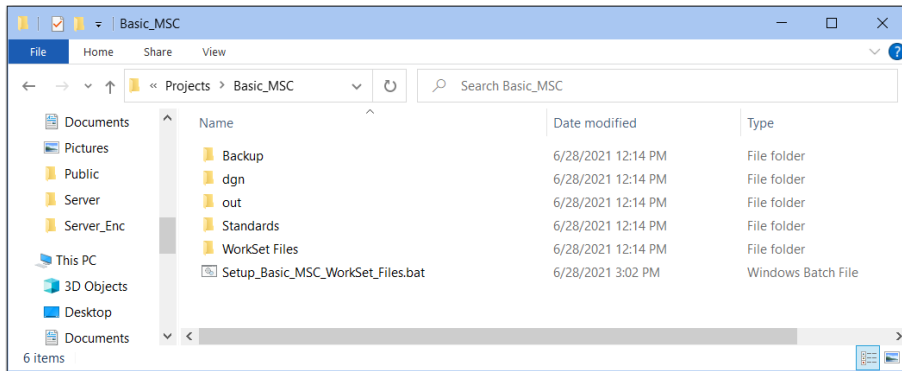 Basic_MSC
File Home Share View
« Projects > Basic_MSC Search Basic_MSC
Documents
Pictures
Public
Server
Server_Enc
This PC
3D Objects
Desktop
Documents
Name Date modified Type
Backup 6/28/2021 12:14 PM File folder
dgn 6/28/2021 12:14 PM File folder
out 6/28/2021 12:14 PM File folder
Standards 6/28/2021 12:14 PM File folder
WorkSet Files 6/28/2021 12:14 PM File folder
Setup_Basic_MSC_WorkSet_Files.bat 6/28/2021 3:02 PM Windows Batch File
6 items